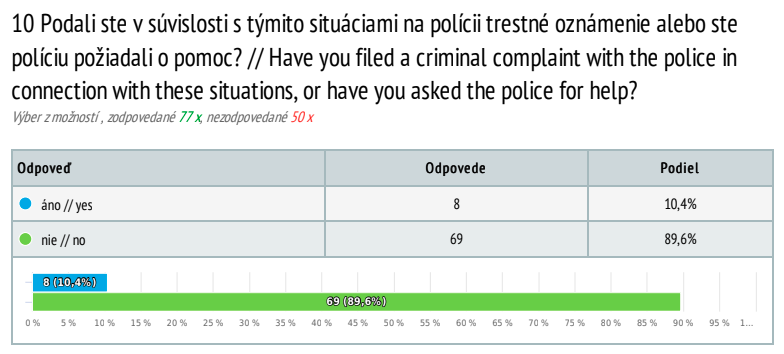 10 Podali ste v súvislosti s týmito situáciami na polícii trestné oznámenie alebo ste
políciu požiadali o pomoc? // Have you filed a criminal complaint with the police in
connection with these situations, or have you asked the police for help?
Výber z možností , zodpovedané 77 x, nezodpovedané 50 x
Odpoveď Odpovede Podiel
áno // yes 8 10,4%
nie // no 69 89,6%
8 (10,4%)
69 (89,6%)
0 % 5 % 10 % 15 % 20 % 25 % 30 % 35 % 40 % 45 % 50 % 55 % 60 % 65 % 70 % 75 % 80 % 85 % 90 % 95 % 1…